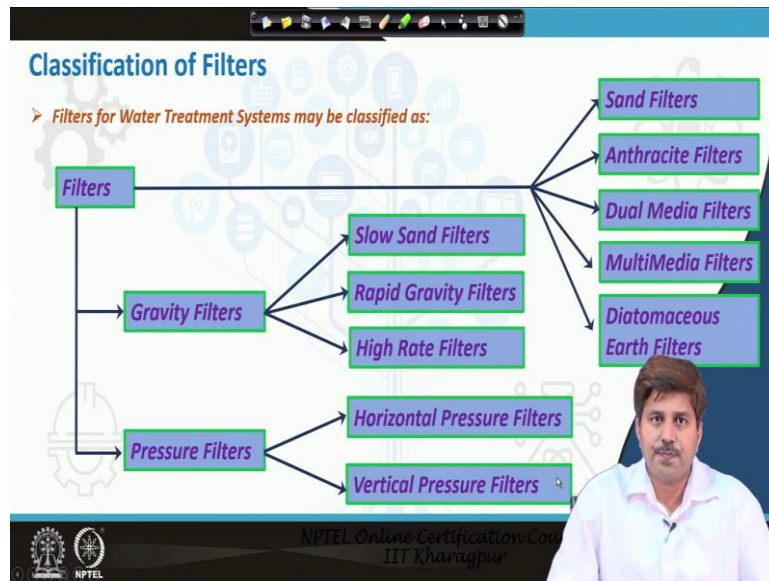 Classification of Filters
Filters for Water Treatment Systems may be classified as:
Filters
Gravity Filters
Slow Sand Filters
Rapid Gravity Filters
High Rate Filters
Pressure Filters
Horizontal Pressure Filters
Vertical Pressure Filters
Sand Filters
Anthracite Filters
Dual Media Filters
MultiMedia Filters
Diatomaceous
Earth Filters
NPTEL Online Certification Cou
IIT Kharagpur
NPTEL